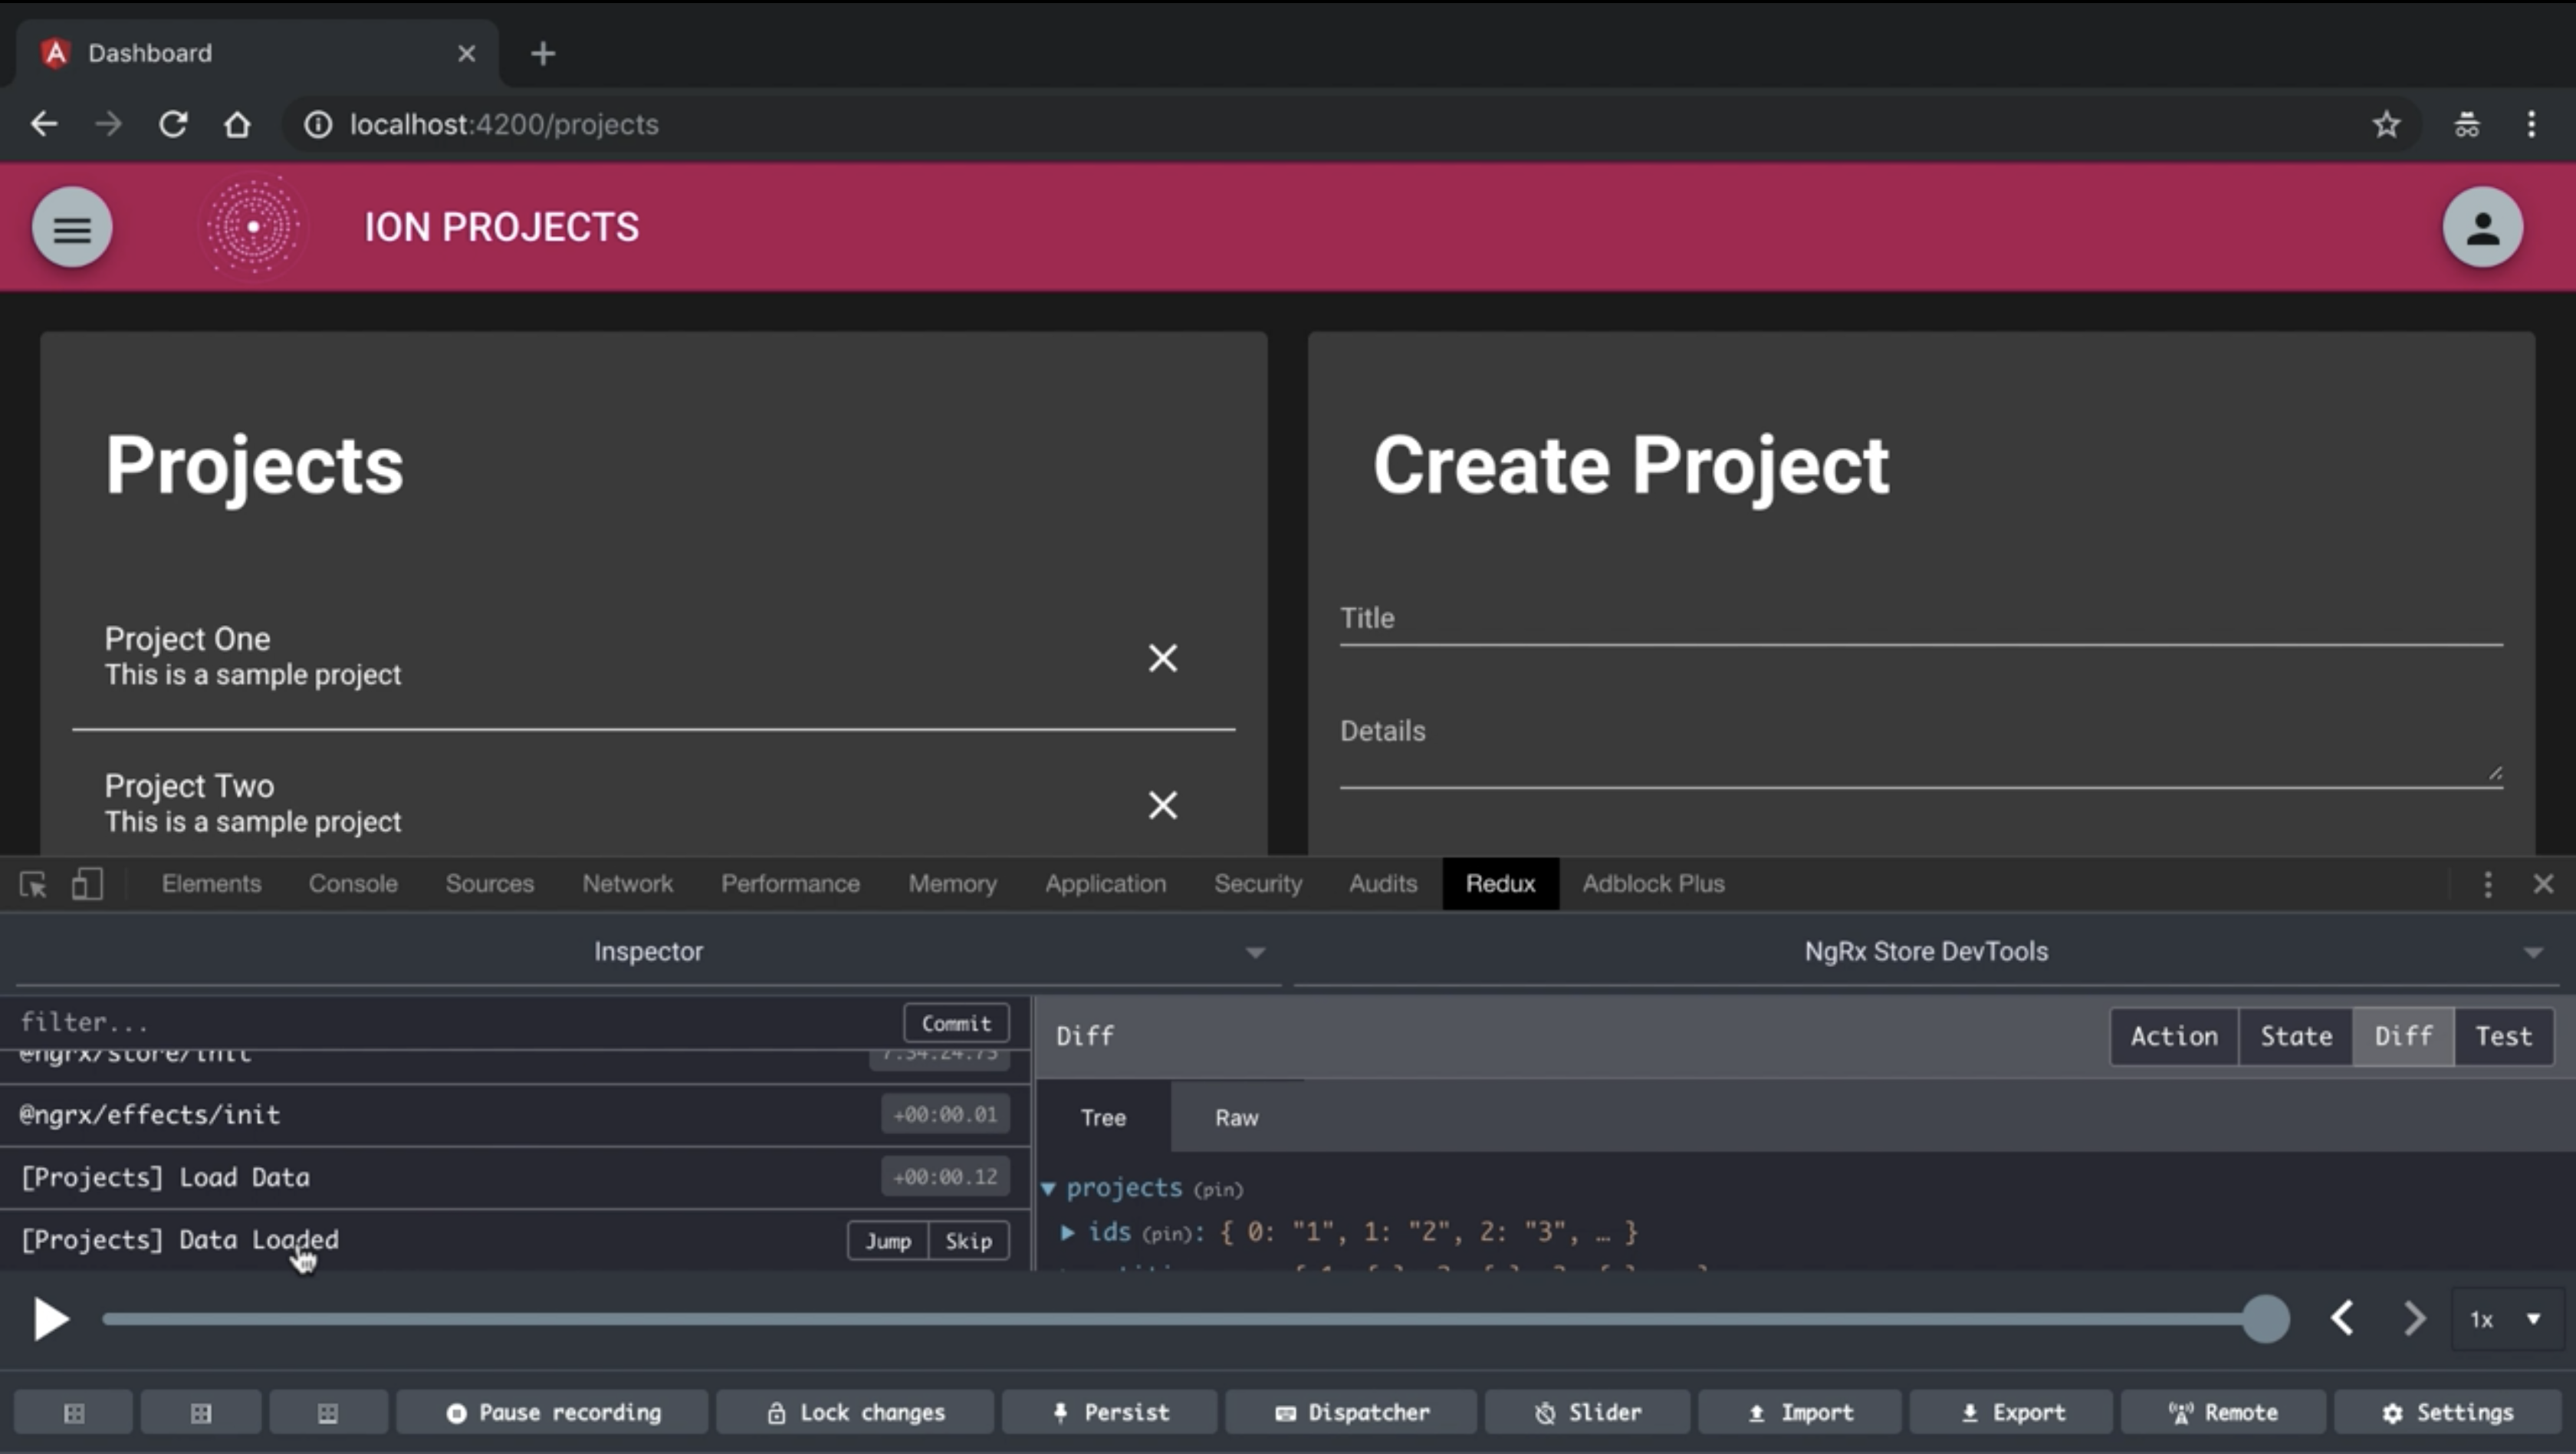 Dashboard
localhost:4200/projects
ION PROJECTS
Projects
Project One
This is a sample project
Project Two
This is a sample project
Create Project
Title
Details
Elements Console Sources Network Performance Memory Application Security Audits Redux Adblock Plus
Inspector
NgRx Store DevTools
filter...
Commit
@ngrx/store/init
@ngrx/effects/init +00:00.01
[Projects] Load Data +00:00.12
[Projects] Data Loaded Jump Skip
Diff
Action State Diff Test
Tree Raw
projects (pin)
ids (pin): { 0: "1", 1: "2", 2: "3", … }
1x
Pause recording Lock changes Persist Dispatcher Slider Import Export Remote Settings